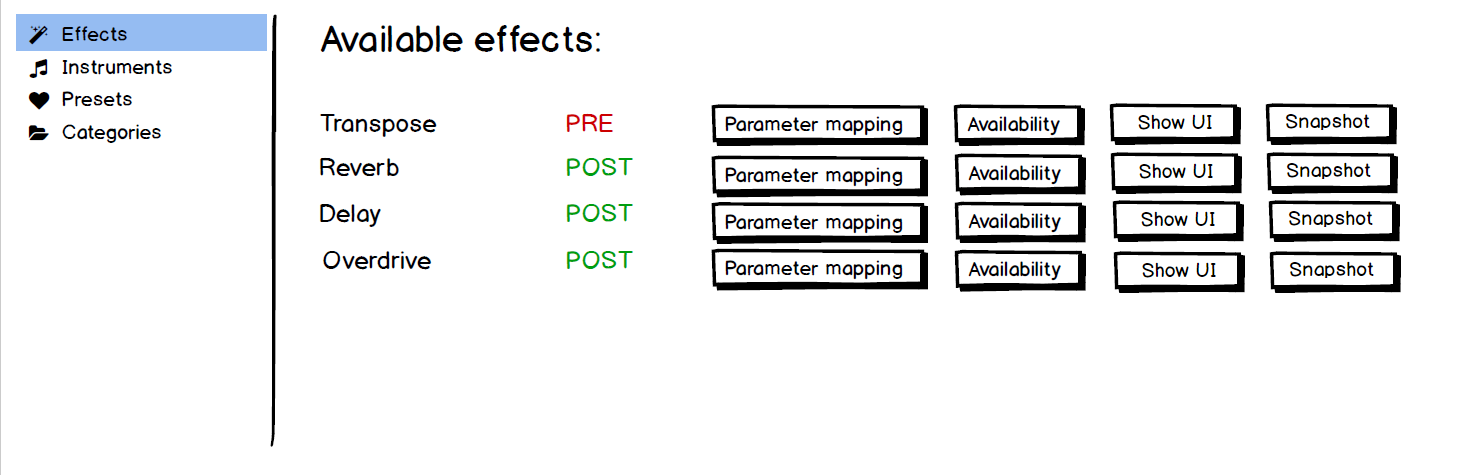 Effects
Instruments
Presets
Categories
Available effects:
Transpose PRE Parameter mapping Availability Show UI Snapshot
Reverb POST Parameter mapping Availability Show UI Snapshot
Delay POST Parameter mapping Availability Show UI Snapshot
Overdrive POST Parameter mapping Availability Show UI Snapshot